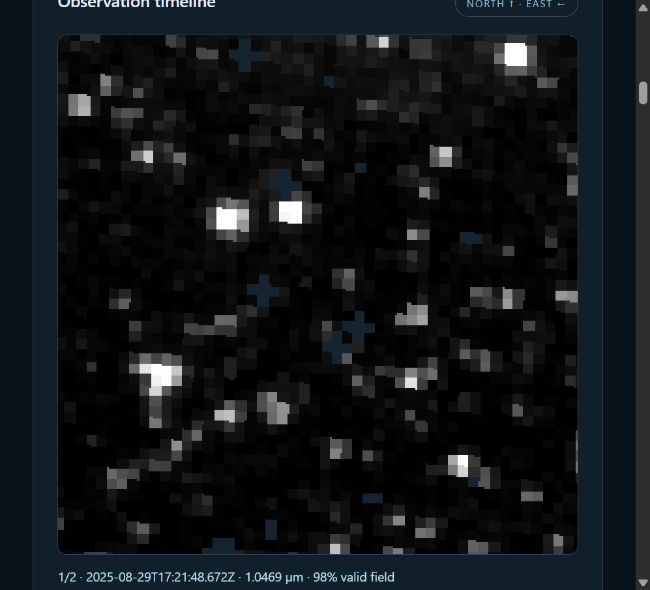 Observation timeline
NORTH ↑ · EAST ←
1/2 · 2025-08-29T17:21:48.672Z · 1.0469 μm · 98% valid field